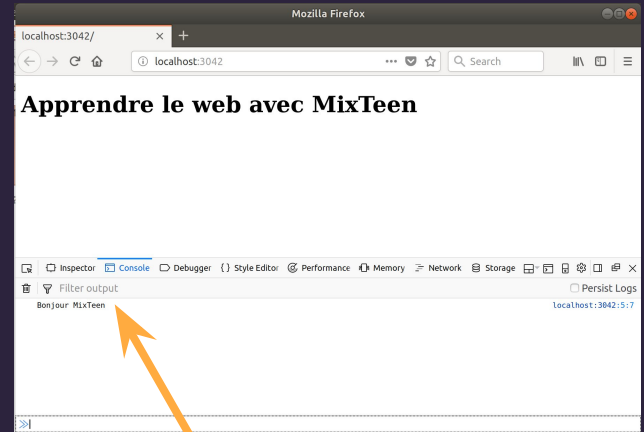 Mozilla Firefox
localhost:3042/
localhost:3042
Search
Apprendre le web avec MixTeen
Inspector Console Debugger {} Style Editor Performance Memory Network Storage
Filter output Persist Logs
Bonjour MixTeen localhost:3042:5:7